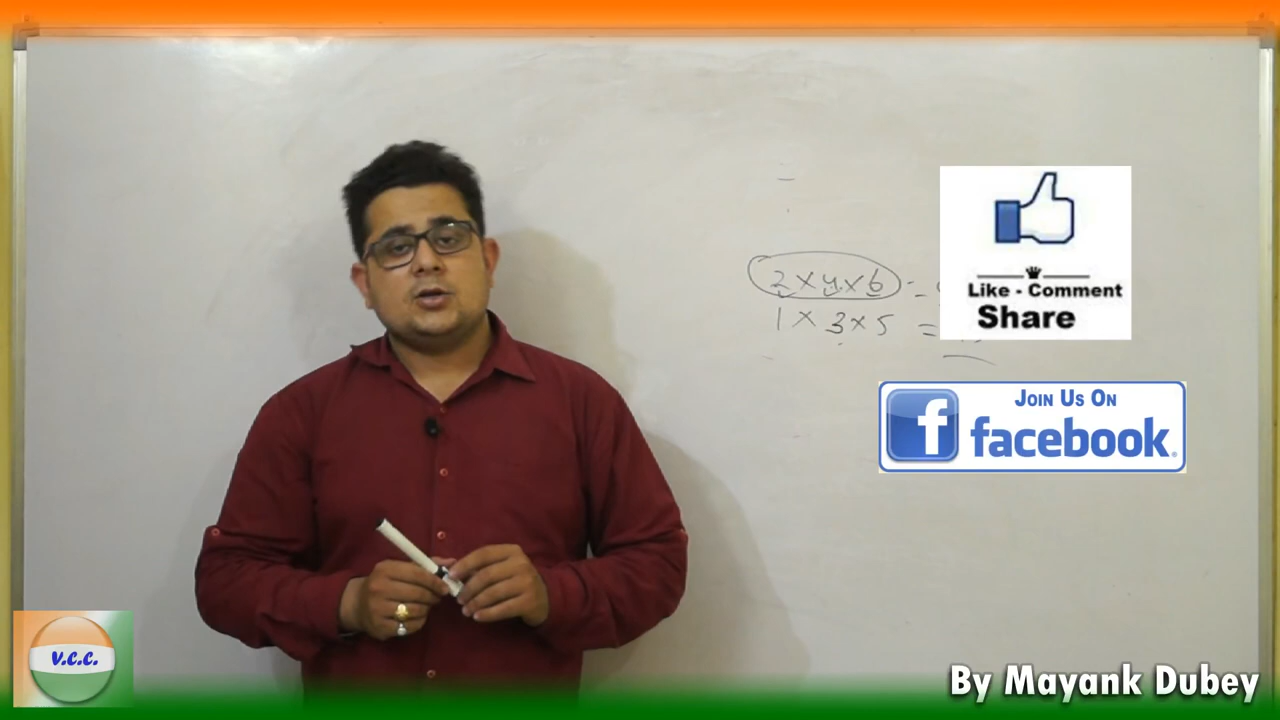 2 × 4 × 6 =
1 × 3 × 5 =
Like - Comment
Share
JOIN US ON
facebook
V.C.C.
By Mayank Dubey